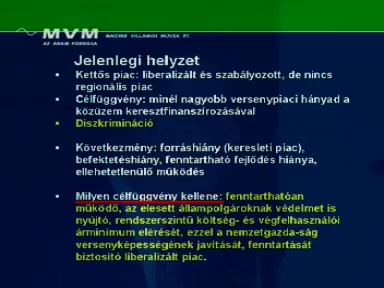 MVM MAGYAR VILLAMOS MŰVEK RT.
AZ ÁRAM FORRÁSA
Jelenlegi helyzet
▪ Kettős piac: liberalizált és szabályozott, de nincs
regionális piac
▪ Célfüggvény: minél nagyobb versenypiaci hányad a
közüzem keresztfinanszírozásával
▪ Diszkrimináció
▪ Következmény: forráshiány (keresleti piac),
befektetéshiány, fenntartható fejlődés hiánya,
ellehetetlenülő működés
▪ Milyen célfüggvény kellene: fenntarthatóan
működő, az elesett állampolgároknak védelmet is
nyújtó, rendszerszintű költség- és végfelhasználói
árminimum elérését, ezzel a nemzetgazda-ság
versenyképességének javítását, fenntartását
biztosító liberalizált piac.